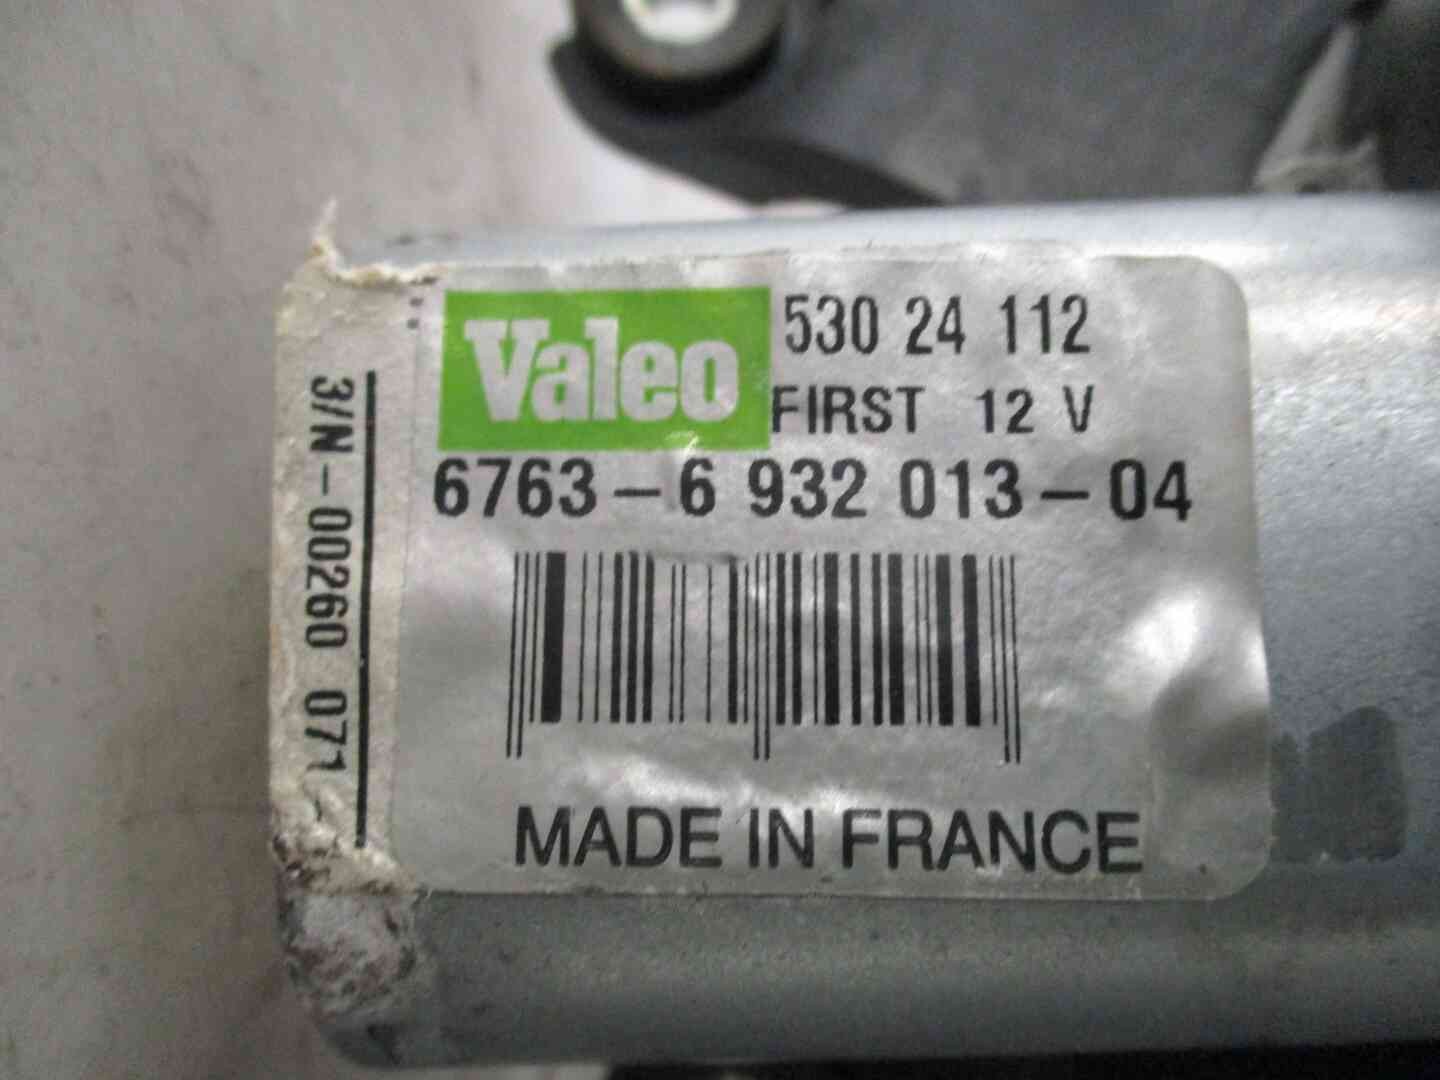 Valeo
530 24 112
FIRST 12 V
6763-6 932 013-04
MADE IN FRANCE
3/N-00260 071